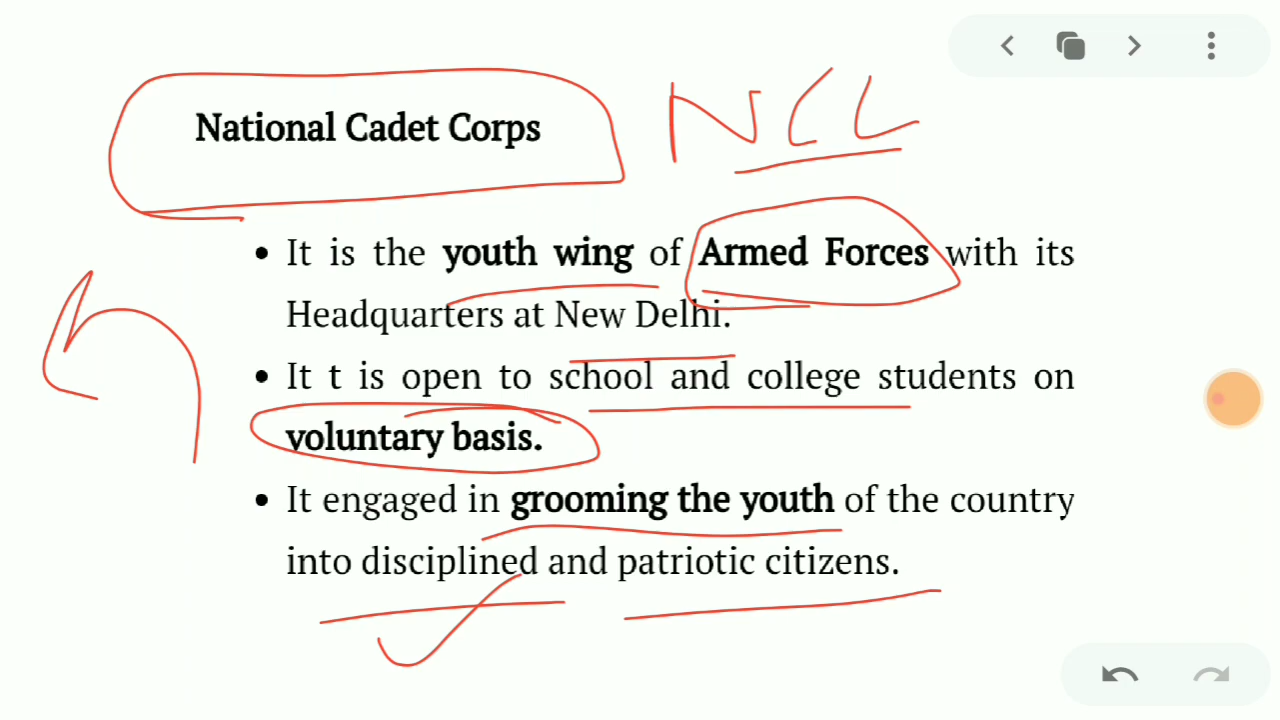 National Cadet Corps
NCC
• It is the youth wing of Armed Forces with its
Headquarters at New Delhi.
• It t is open to school and college students on
voluntary basis.
• It engaged in grooming the youth of the country
into disciplined and patriotic citizens.